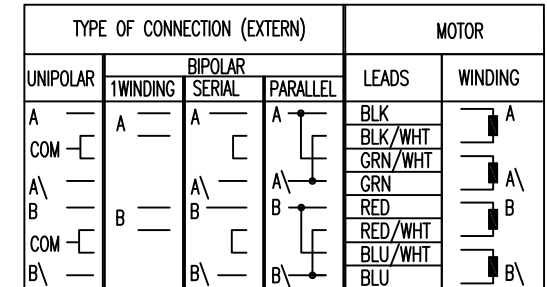 TYPE OF CONNECTION (EXTERN) MOTOR
UNIPOLAR BIPOLAR LEADS WINDING
1WINDING SERIAL PARALLEL
A A A A BLK A
COM BLK/WHT
GRN/WHT
A\ A\ A\ GRN A\
B B B B RED B
COM RED/WHT
BLU/WHT
B\ B\ B\ BLU B\